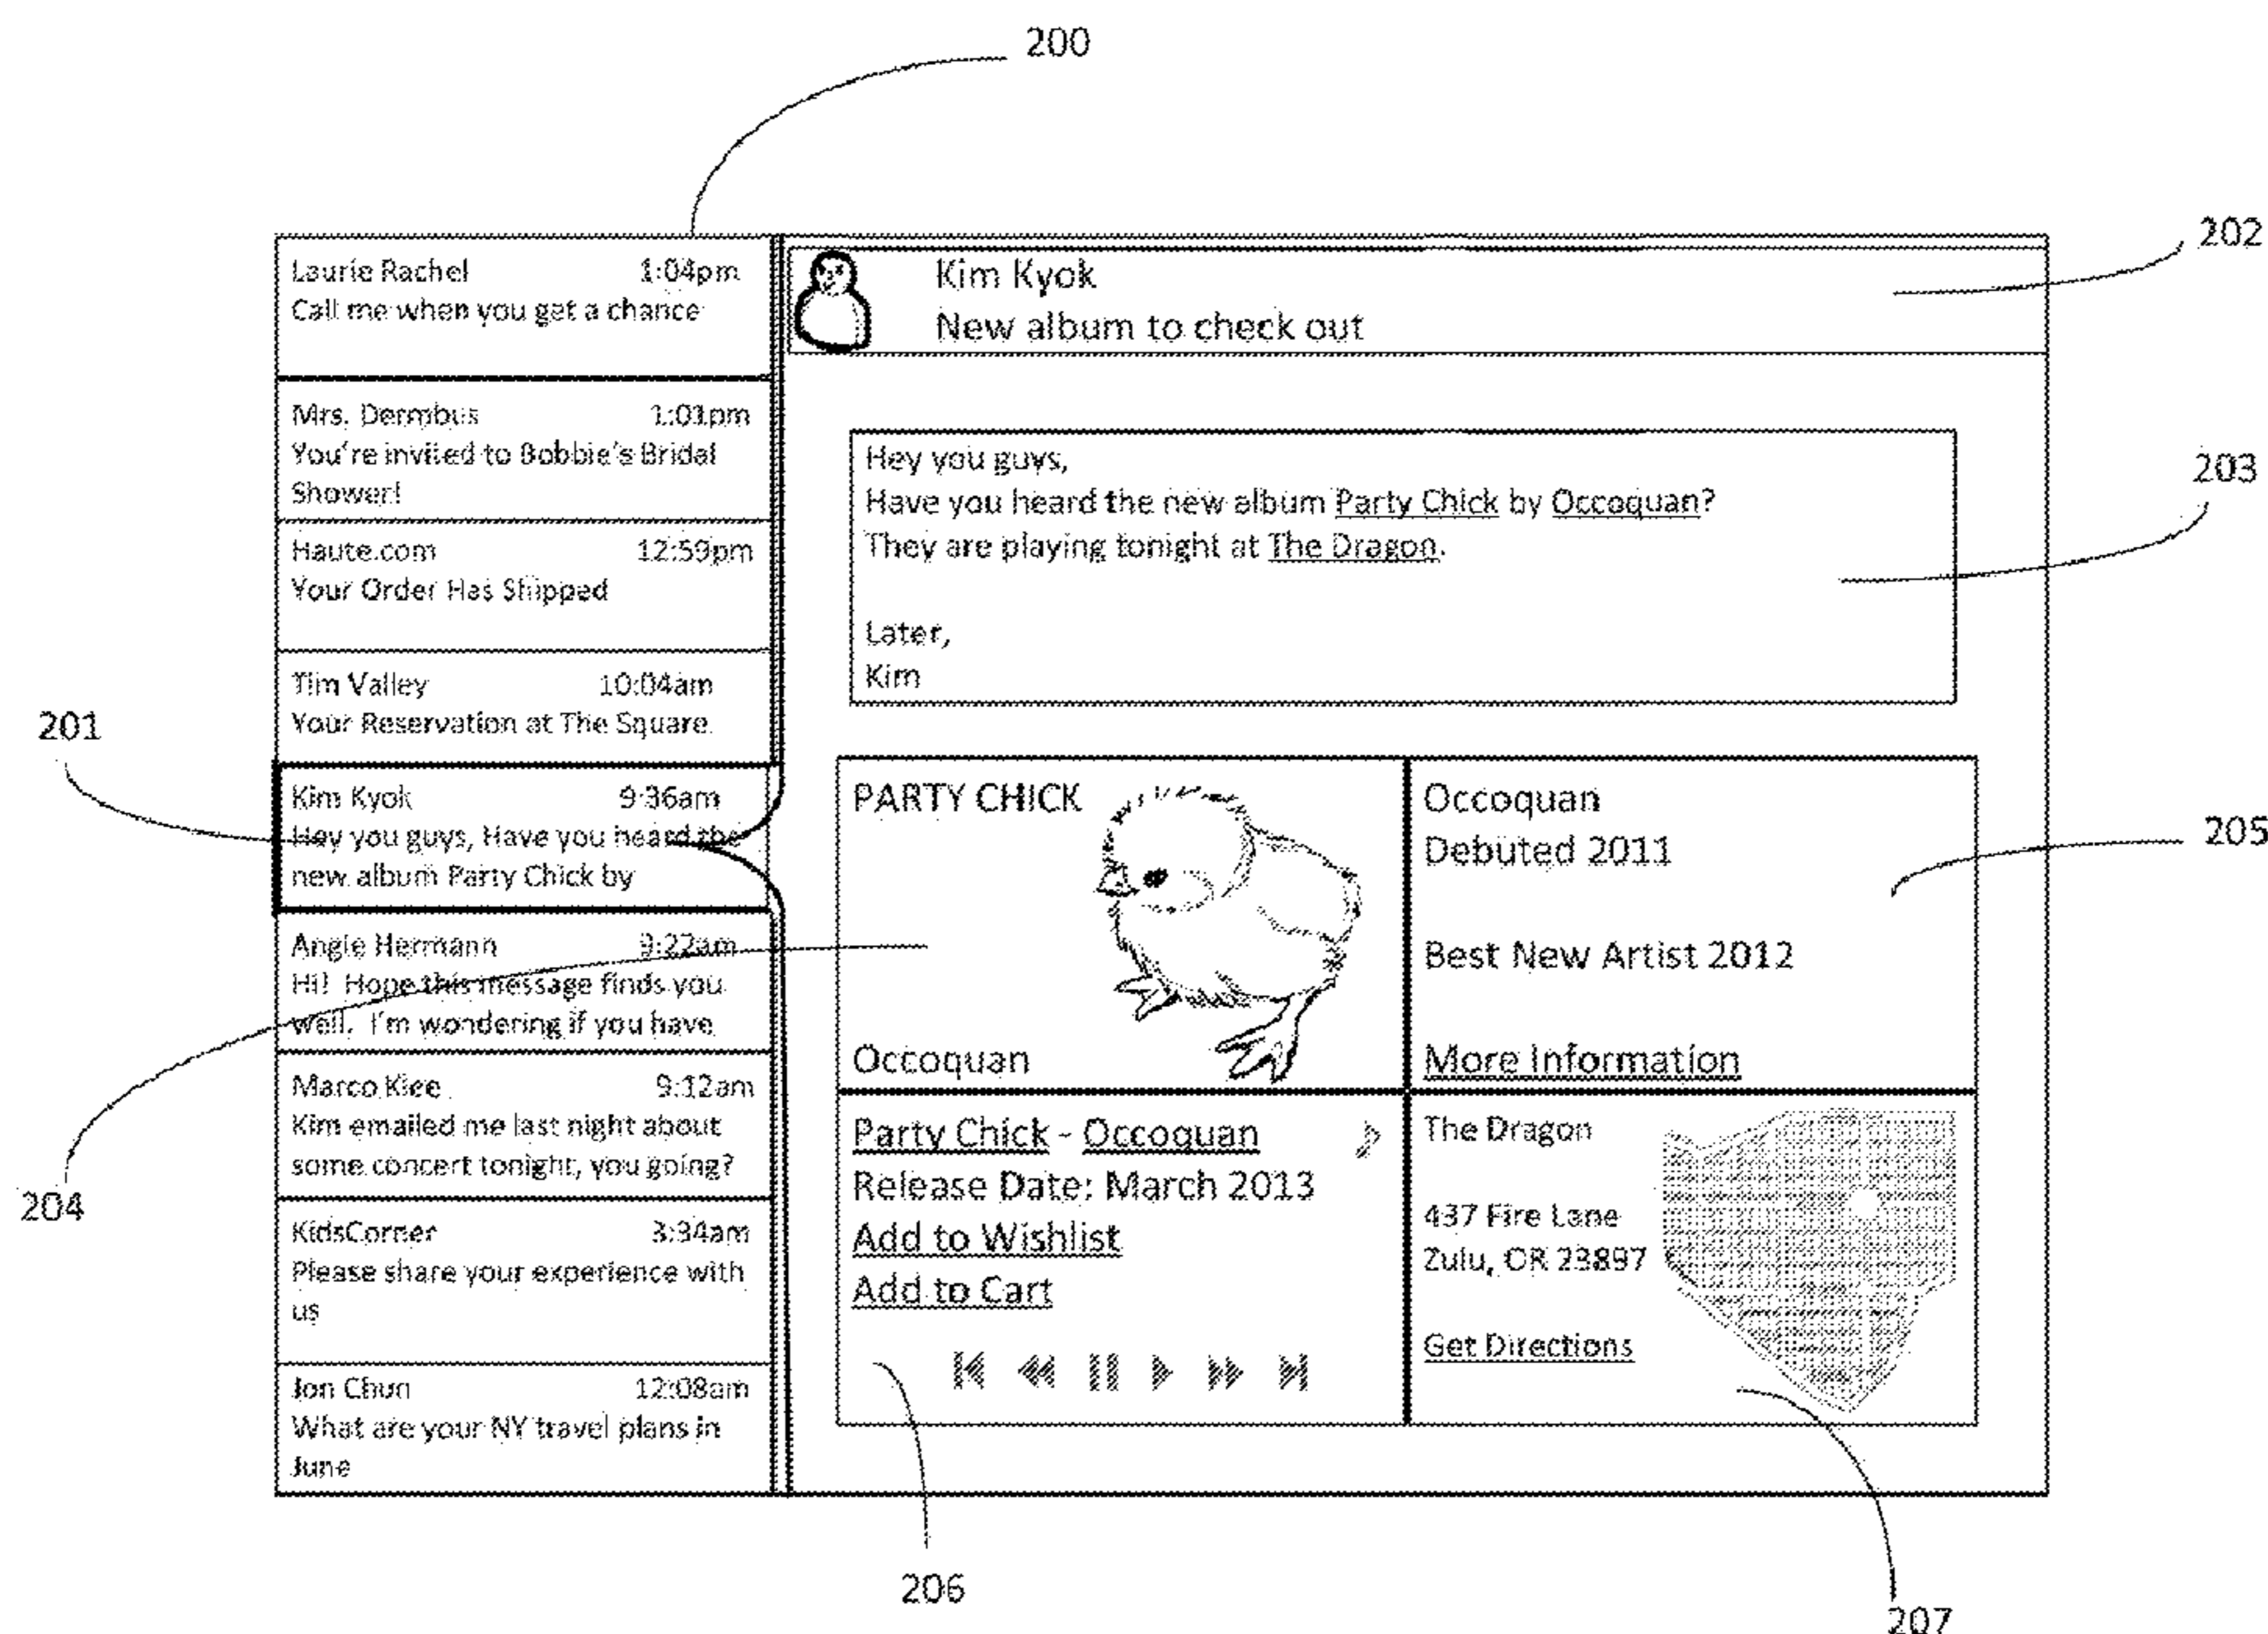 200
Laurie Rachel 1:04pm
Call me when you get a chance
Mrs. Dermbus 1:01pm
You're invited to Bobbie's Bridal
Shower!
Haute.com 12:59pm
Your Order Has Shipped
Tim Valley 10:04am
Your Reservation at The Square
201
Kim Kyok 9:36am
Hey you guys, Have you heard the
new album Party Chick by
Angie Hermann 9:22am
Hi! Hope this message finds you
well. I'm wondering if you have
Marco Klee 9:12am
Kim emailed me last night about
some concert tonight, you going?
204
KidsCorner 3:34am
Please share your experience with
us
Jon Chun 12:08am
What are your NY travel plans in
June
202
Kim Kyok
New album to check out
203
Hey you guys,
Have you heard the new album Party Chick by Occoquan?
They are playing tonight at The Dragon.
Later,
Kim
PARTY CHICK
Occoquan
Occoquan
Debuted 2011
205
Best New Artist 2012
More Information
Party Chick - Occoquan
Release Date: March 2013
Add to Wishlist
Add to Cart
The Dragon
437 Fire Lane
Zulu, OR 23897
Get Directions
206
207